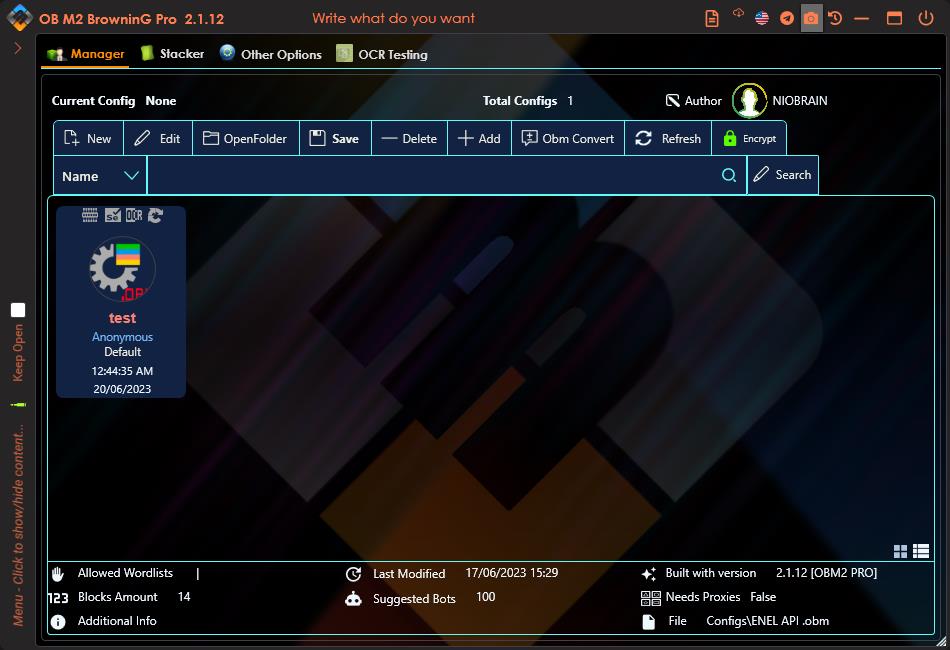 OB M2 BrowninG Pro 2.1.12
Write what do you want
Manager
Stacker
Other Options
OCR Testing
Current Config None
Total Configs 1
Author
NIOBRAIN
New
Edit
OpenFolder
Save
Delete
Add
Obm Convert
Refresh
Encrypt
Name
Search
se OCR
test
Anonymous
Default
12:44:35 AM
20/06/2023
Keep Open
Menu - Click to show/hide content...
Allowed Wordlists |
Last Modified 17/06/2023 15:29
Built with version 2.1.12 [OBM2 PRO]
123 Blocks Amount 14
Suggested Bots 100
Needs Proxies False
Additional Info
File Configs\ENEL API .obm